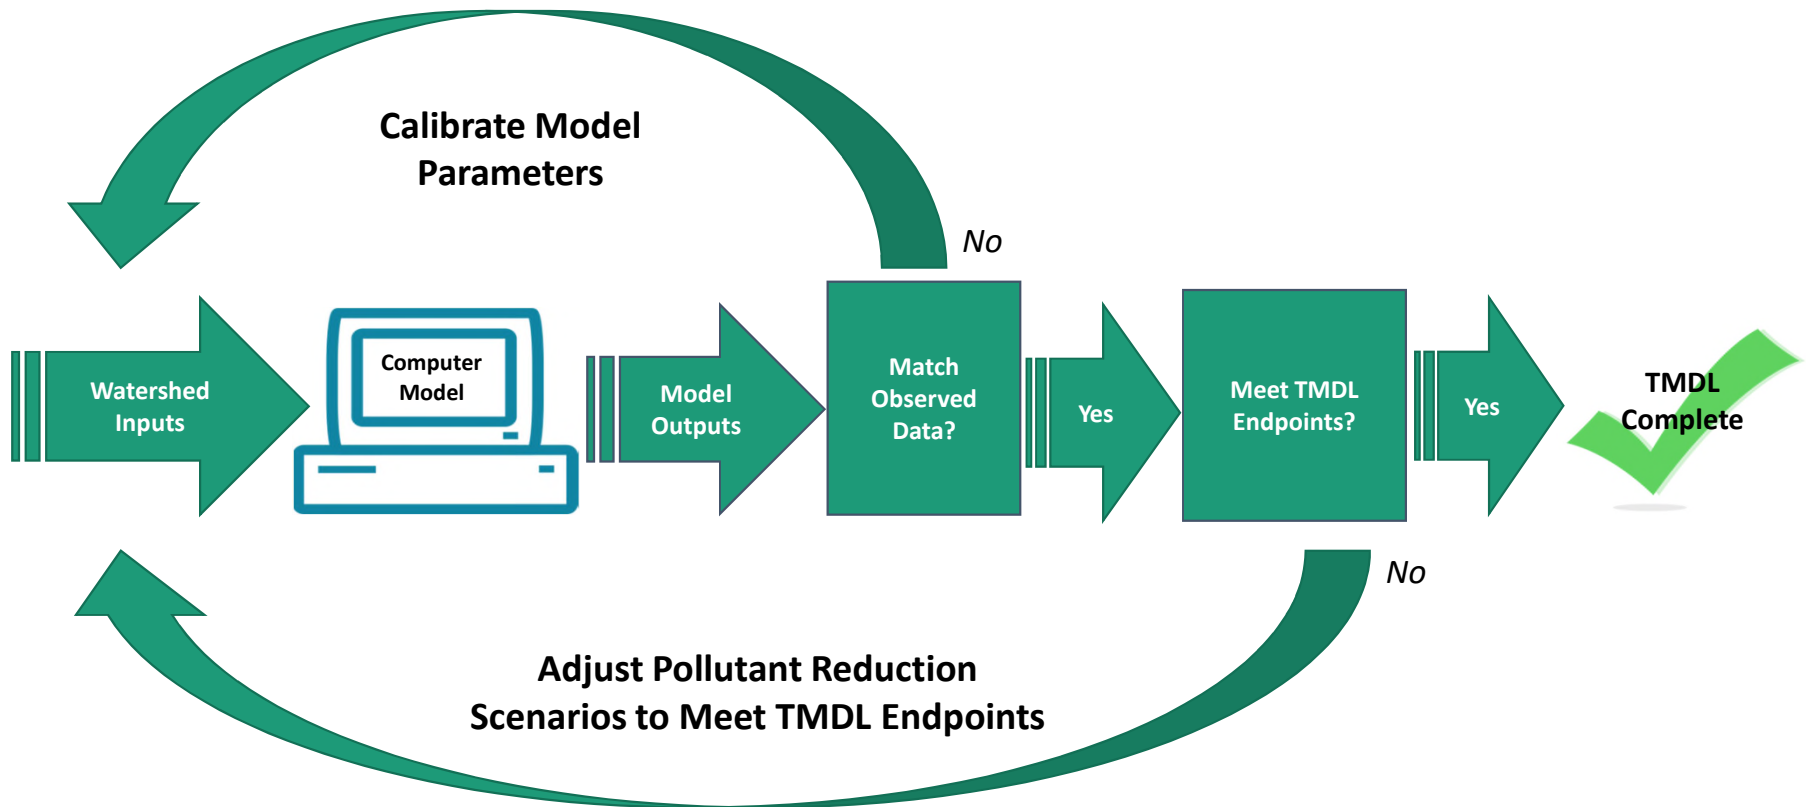 Calibrate Model
Parameters
No
Watershed
Inputs
Computer
Model
Model
Outputs
Match
Observed
Data?
Yes
Meet TMDL
Endpoints?
Yes
TMDL
Complete
No
Adjust Pollutant Reduction
Scenarios to Meet TMDL Endpoints